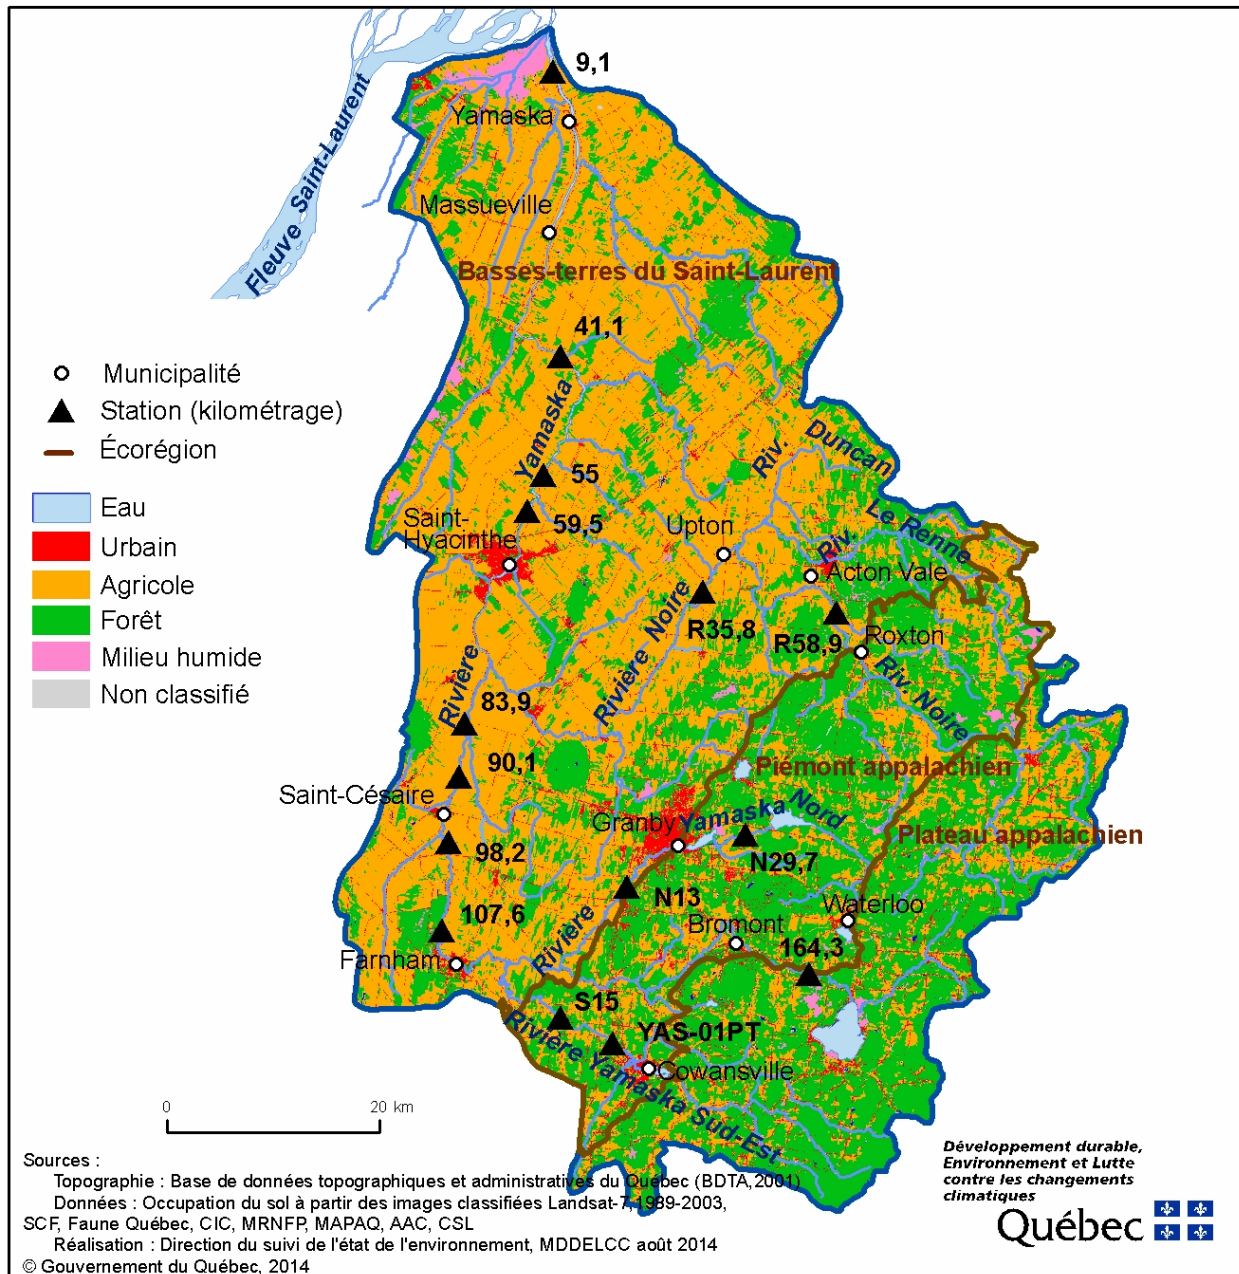 9,1
Yamaska
Fleuve Saint-Laurent
Massueville
Basses-terres du Saint-Laurent
41,1
Municipalité
Station (kilométrage)
Écorégion
Yamaska
Riv. Duncan
55
Eau
59,5
Le Renne
Saint-
Hyacinthe
Upton
Riv.
Urbain
Acton Vale
Agricole
Forêt
R35,8
R58,9
Roxton
Milieu humide
Rivière Noire
Non classifié
Rivière
Riv. Noire
83,9
90,1
Piémont appalachien
Saint-Césaire
Granby
Yamaska Nord
Plateau appalachien
98,2
N29,7
N13
107,6
Waterloo
Bromont
Rivière
164,3
Farnham
S15
YAS-01PT
Rivière Yamaska Sud-Est
Cowansville
0 20 km
Sources :
Topographie : Base de données topographiques et administratives du Québec (BDTA,2001)
Données : Occupation du sol à partir des images classifiées Landsat-7,1989-2003,
SCF, Faune Québec, CIC, MRNFP, MAPAQ, AAC, CSL
Réalisation : Direction du suivi de l'état de l'environnement, MDDELCC août 2014
© Gouvernement du Québec, 2014
Développement durable,
Environnement et Lutte
contre les changements
climatiques
Québec